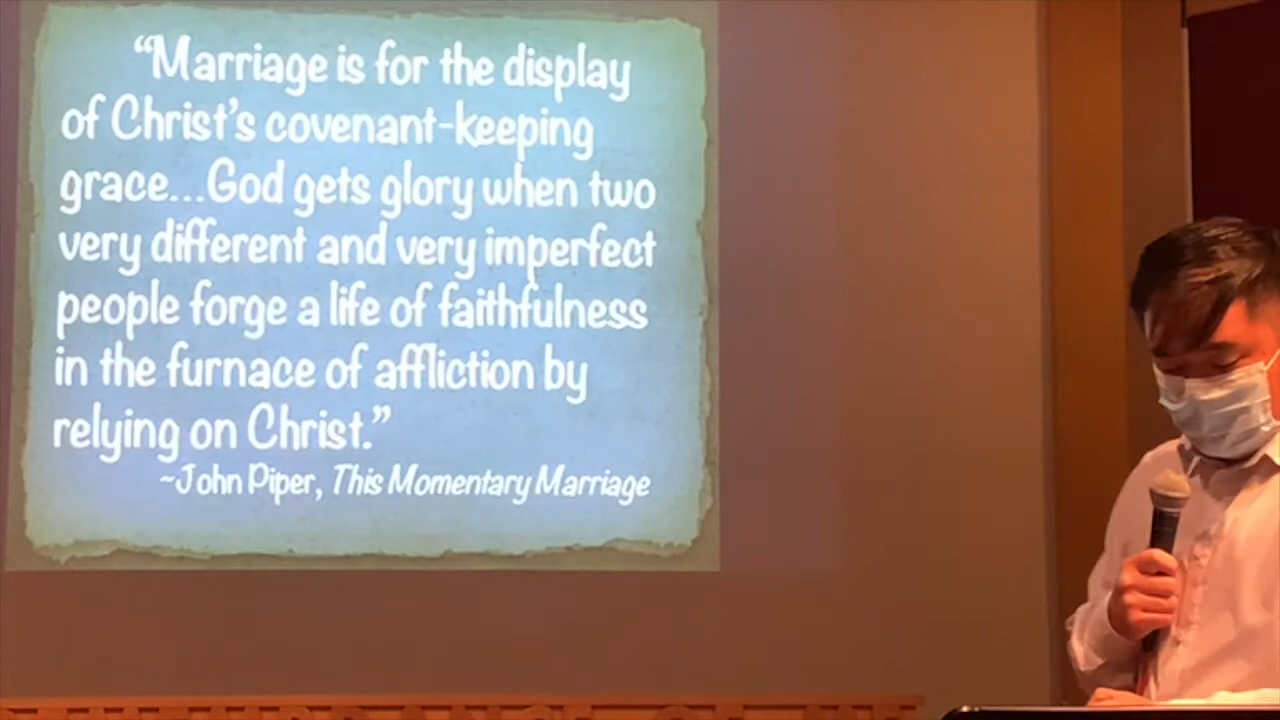 “Marriage is for the display
of Christ’s covenant-keeping
grace...God gets glory when two
very different and very imperfect
people forge a life of faithfulness
in the furnace of affliction by
relying on Christ.”
~John Piper, This Momentary Marriage